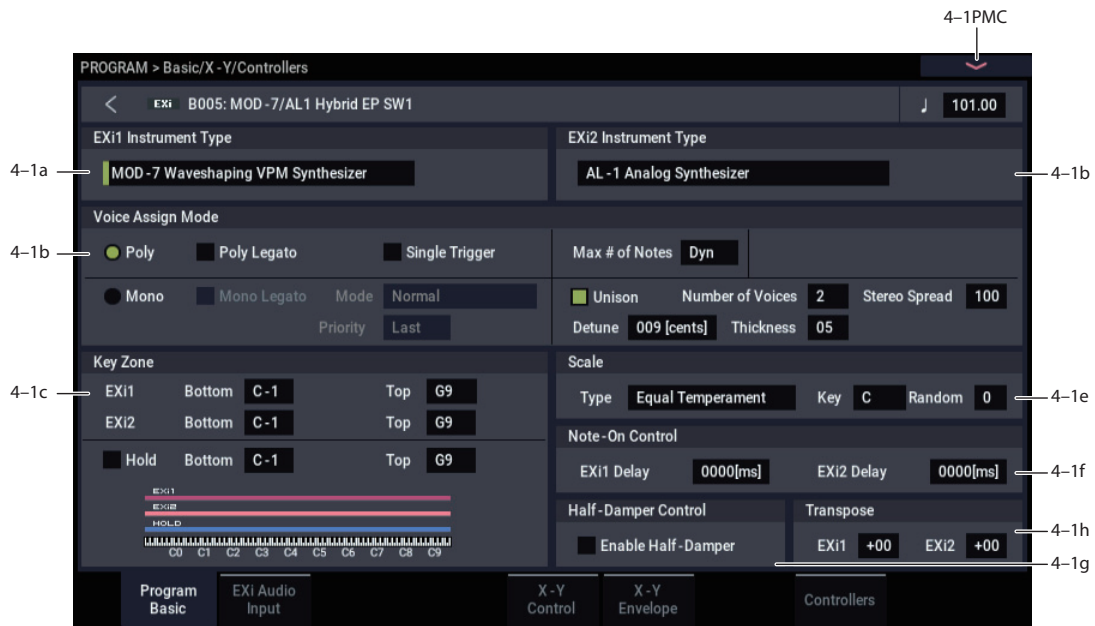 4–1PMC
PROGRAM > Basic/X-Y/Controllers
EXi B005: MOD-7/AL1 Hybrid EP SW1
♩ 101.00
EXi1 Instrument Type
EXi2 Instrument Type
4–1a
MOD-7 Waveshaping VPM Synthesizer
AL-1 Analog Synthesizer
4–1b
Voice Assign Mode
4–1b
Poly
Poly Legato
Single Trigger
Max # of Notes Dyn
Mono
Mono Legato
Mode Normal
Unison
Number of Voices 2
Stereo Spread 100
Priority Last
Detune 009 [cents]
Thickness 05
Key Zone
Scale
4–1c
EXi1 Bottom C-1 Top G9
Type Equal Temperament
Key C
Random 0
4–1e
EXi2 Bottom C-1 Top G9
Note-On Control
Hold Bottom C-1 Top G9
EXi1 Delay 0000[ms]
EXi2 Delay 0000[ms]
4–1f
EXi1
EXi2
HOLD
C0 C1 C2 C3 C4 C5 C6 C7 C8 C9
Half-Damper Control
Transpose
Enable Half-Damper
EXi1 +00
EXi2 +00
4–1h
4–1g
Program Basic
EXi Audio Input
X-Y Control
X-Y Envelope
Controllers